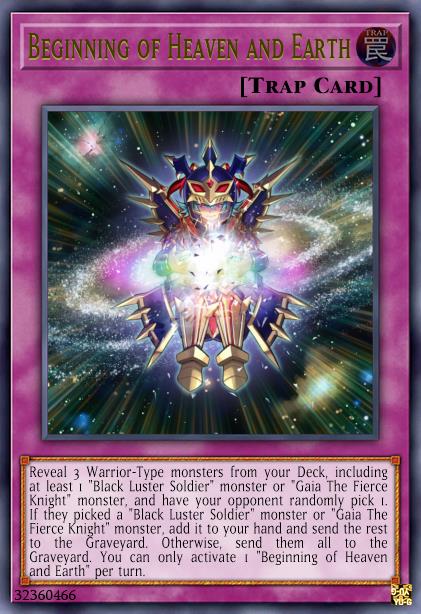 Beginning of Heaven and Earth
TRAP
罠
[Trap Card]
Reveal 3 Warrior-Type monsters from your Deck, including
at least 1 "Black Luster Soldier" monster or "Gaia The Fierce
Knight" monster, and have your opponent randomly pick 1.
If they picked a "Black Luster Soldier" monster or "Gaia The
Fierce Knight" monster, add it to your hand and send the rest
to the Graveyard. Otherwise, send them all to the
Graveyard. You can only activate 1 "Beginning of Heaven
and Earth" per turn.
32360466